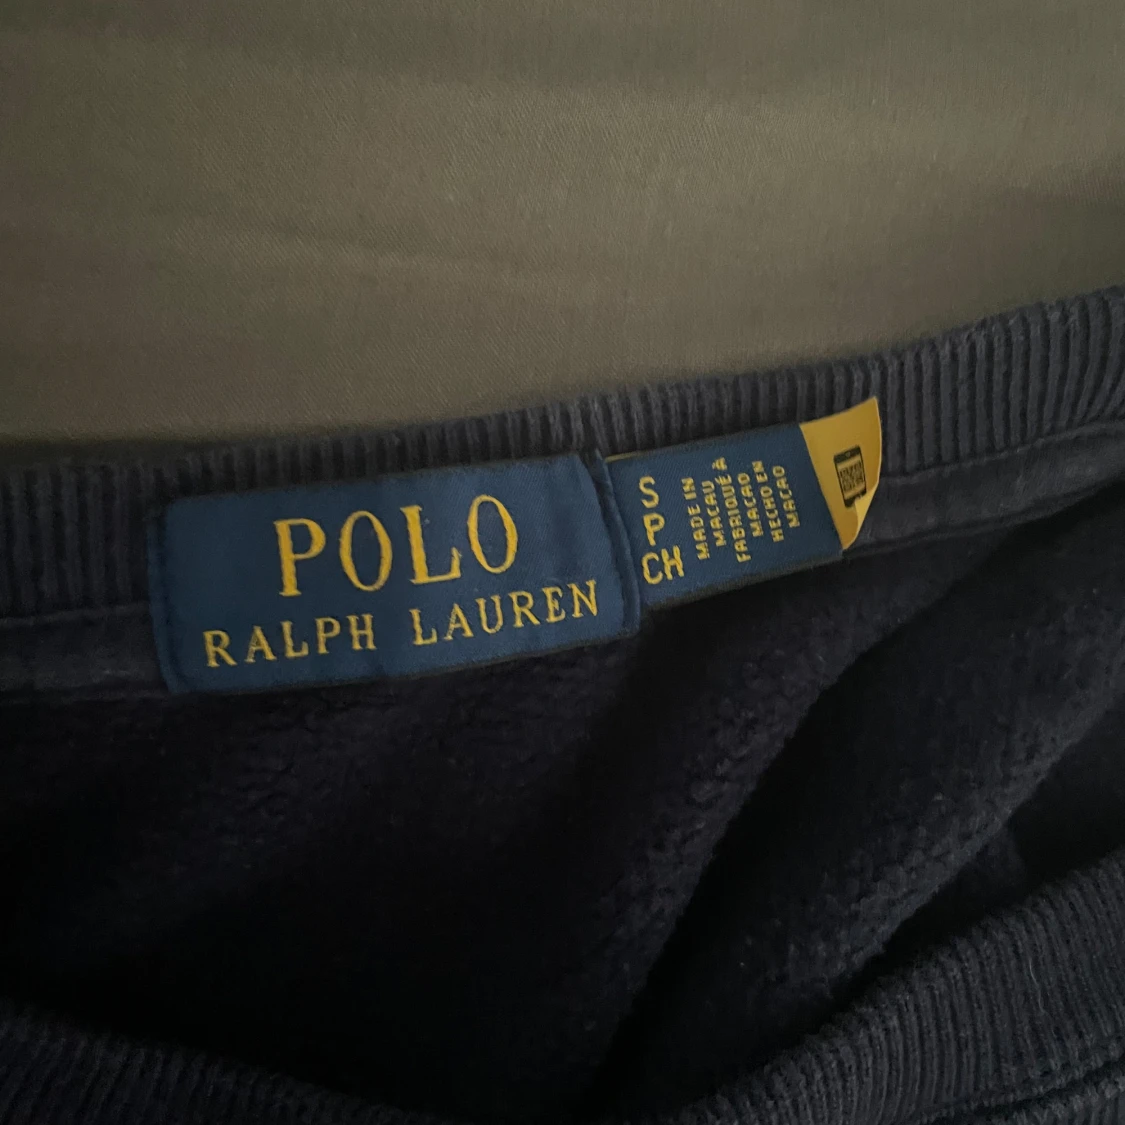 POLO
RALPH LAUREN
S
P
CH
MADE IN
MACAU
FABRIQUÉ À
MACAO
HECHO EN
MACAO